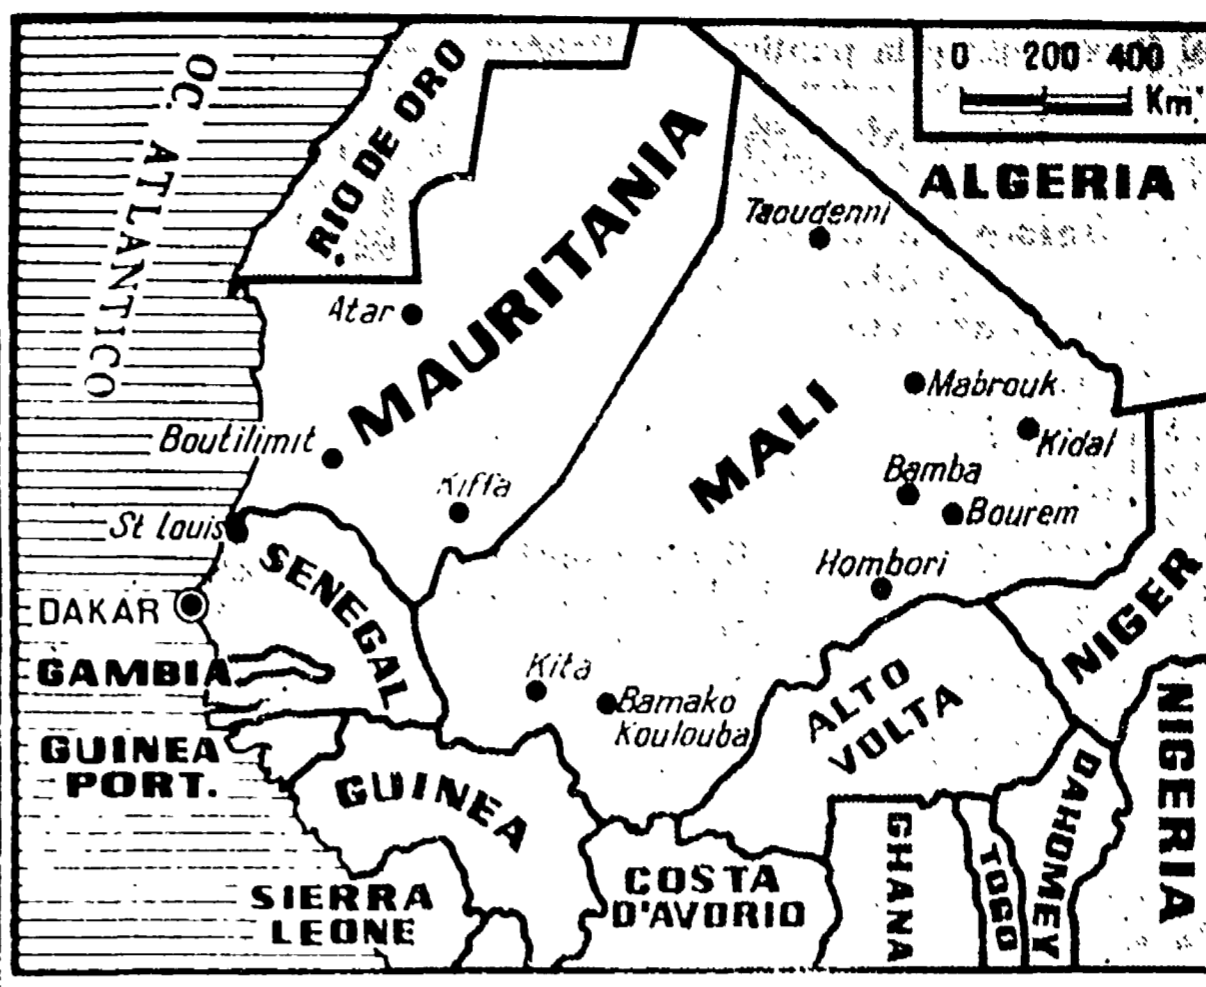 0 200 400
Km
OC. ATLANTICO
RIO DE ORO
MAURITANIA
ALGERIA
Taoudenni
Atar
MALI
Mabrouk
Kidal
Boutilimit
Kiffa
Bamba
Bourem
St Louis
SENEGAL
Hombori
NIGER
DAKAR
GAMBIA
Kita
Bamako
Koulouba
ALTO
VOLTA
NIGERIA
GUINEA
PORT.
GUINEA
DAHOMEY
GHANA
TOGO
SIERRA
LEONE
COSTA
D'AVORIO